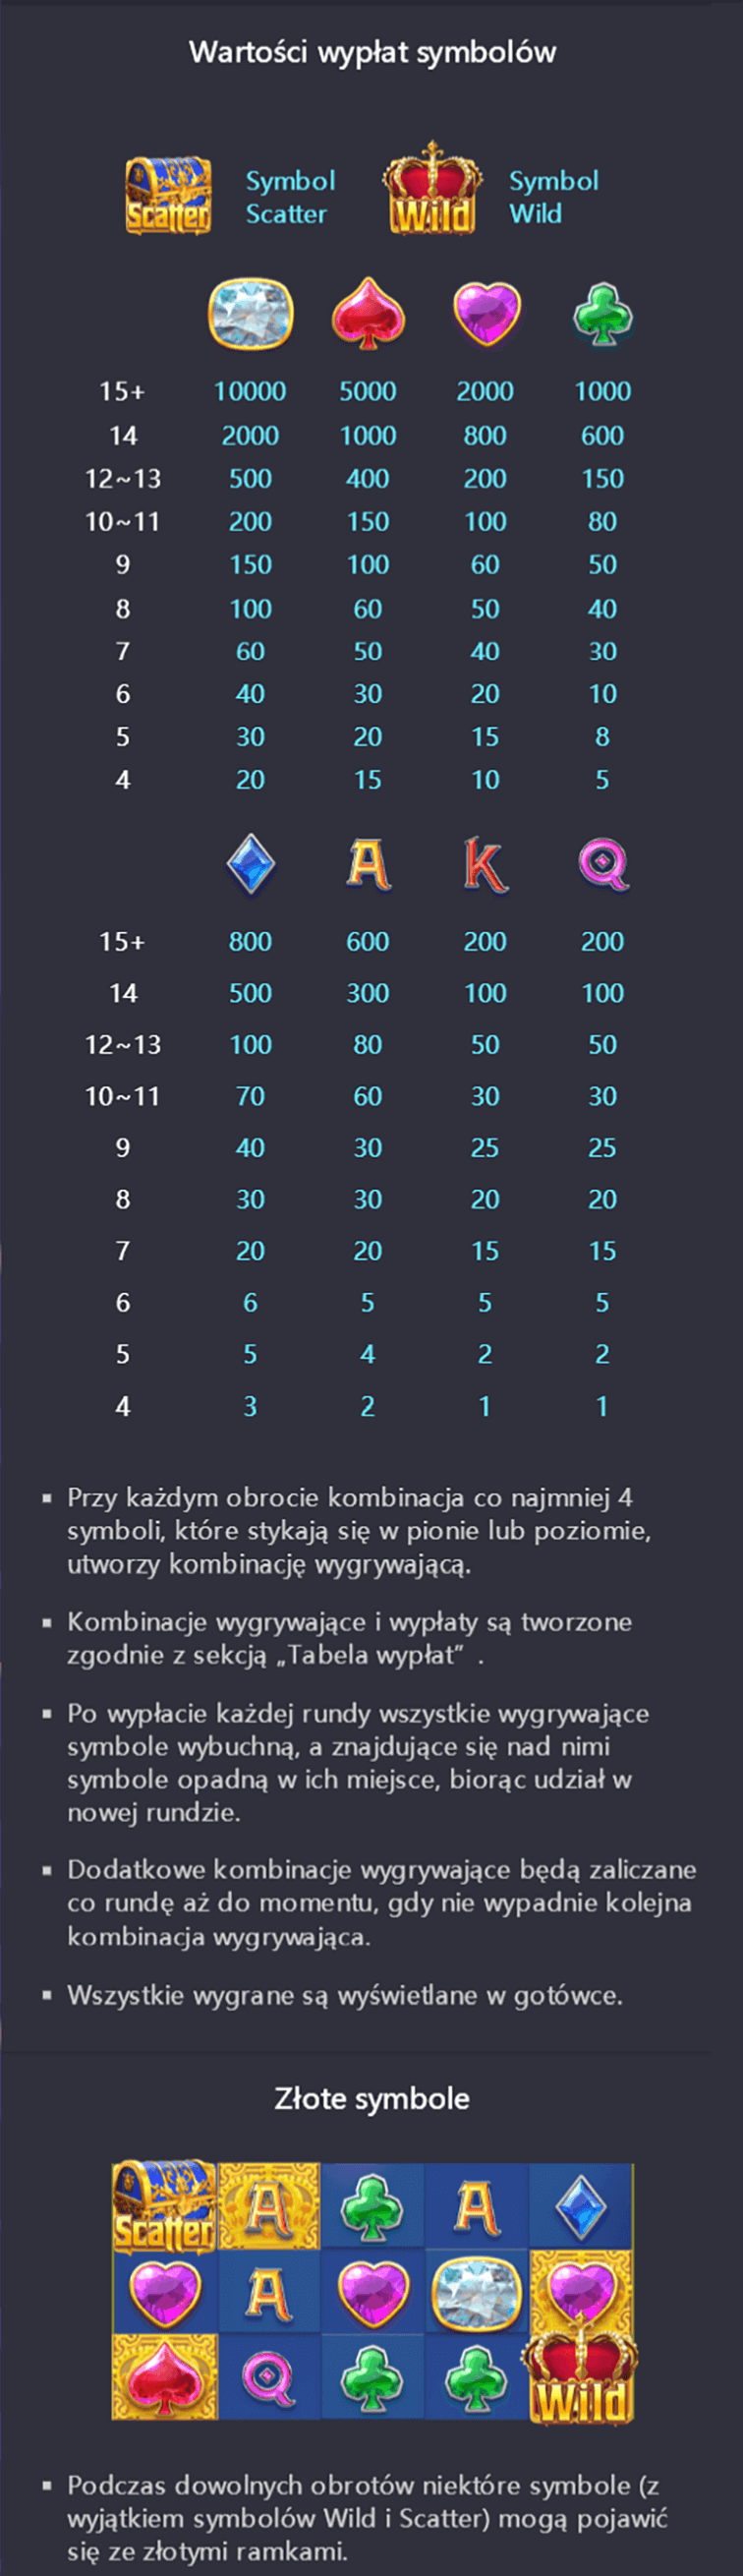 Wartości wypłat symbolów
Scatter
Symbol
Scatter
Wild
Symbol
Wild
15+ 10000 5000 2000 1000
14 2000 1000 800 600
12~13 500 400 200 150
10~11 200 150 100 80
9 150 100 60 50
8 100 60 50 40
7 60 50 40 30
6 40 30 20 10
5 30 20 15 8
4 20 15 10 5
A K Q
15+ 800 600 200 200
14 500 300 100 100
12~13 100 80 50 50
10~11 70 60 30 30
9 40 30 25 25
8 30 30 20 20
7 20 20 15 15
6 6 5 5 5
5 5 4 2 2
4 3 2 1 1
▪ Przy każdym obrocie kombinacja co najmniej 4
symboli, które stykają się w pionie lub poziomie,
utworzy kombinację wygrywającą.
▪ Kombinacje wygrywające i wypłaty są tworzone
zgodnie z sekcją „Tabela wypłat” .
▪ Po wypłacie każdej rundy wszystkie wygrywające
symbole wybuchną, a znajdujące się nad nimi
symbole opadną w ich miejsce, biorąc udział w
nowej rundzie.
▪ Dodatkowe kombinacje wygrywające będą zaliczane
co rundę aż do momentu, gdy nie wypadnie kolejna
kombinacja wygrywająca.
▪ Wszystkie wygrane są wyświetlane w gotówce.
Złote symbole
Scatter A A
A
Q Wild
▪ Podczas dowolnych obrotów niektóre symbole (z
wyjątkiem symbolów Wild i Scatter) mogą pojawić
się ze złotymi ramkami.